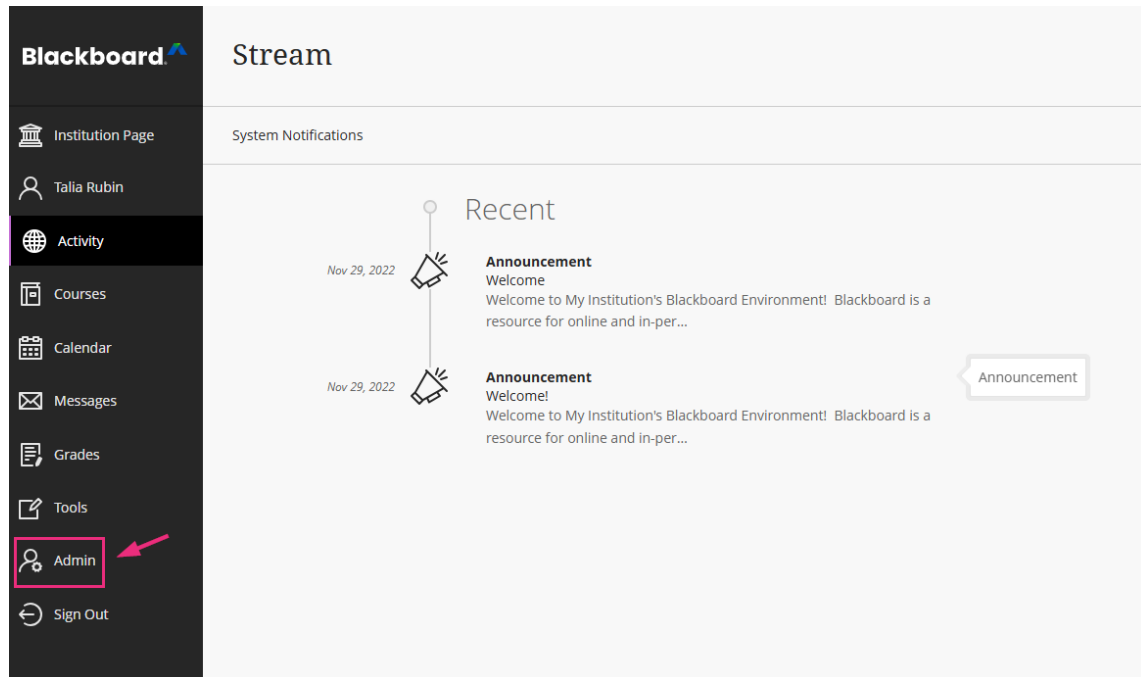 Blackboard.
Stream
Institution Page
System Notifications
Talia Rubin
Activity
Courses
Calendar
Messages
Grades
Tools
Admin
Sign Out
Recent
Nov 29, 2022
Announcement
Welcome
Welcome to My Institution's Blackboard Environment!  Blackboard is a
resource for online and in-per...
Nov 29, 2022
Announcement
Welcome!
Welcome to My Institution's Blackboard Environment!  Blackboard is a
resource for online and in-per...
Announcement